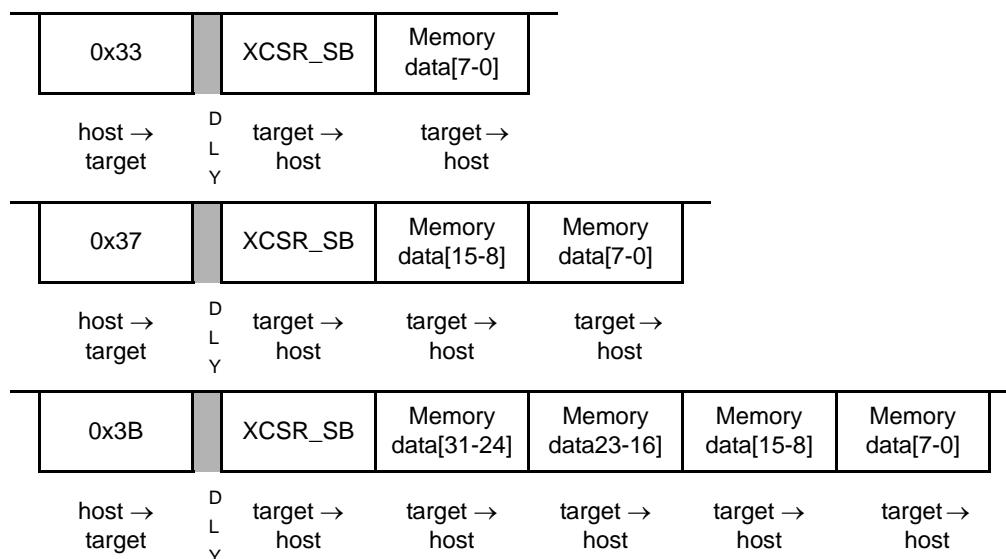 0x33 XCSR_SB Memory data[7-0]
host → target D L Y target → host target → host
0x37 XCSR_SB Memory data[15-8] Memory data[7-0]
host → target D L Y target → host target → host target → host
0x3B XCSR_SB Memory data[31-24] Memory data23-16] Memory data[15-8] Memory data[7-0]
host → target D L Y target → host target → host target → host target → host target → host